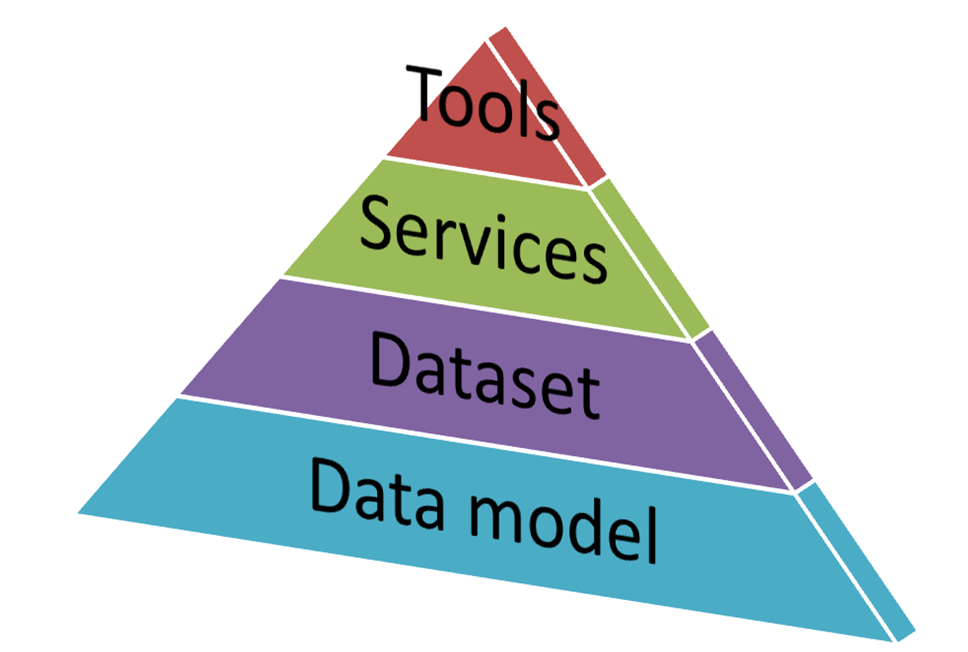 Tools
Services
Dataset
Data model